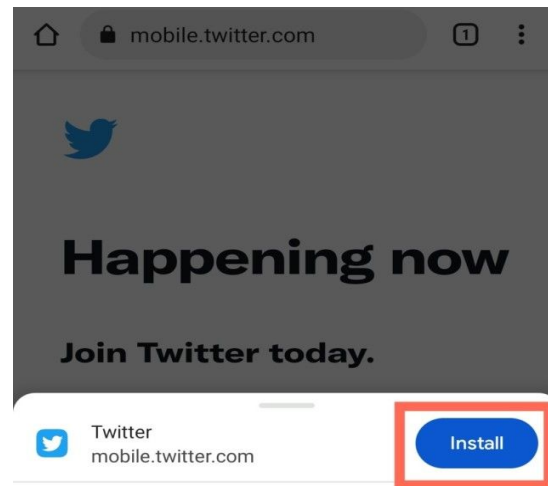 mobile.twitter.com
1
Happening now
Join Twitter today.
Twitter
mobile.twitter.com
Install